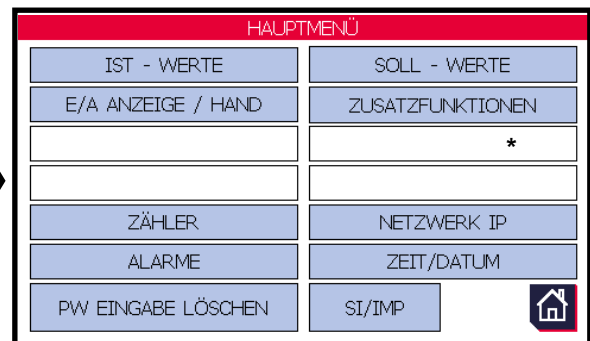 HAUPTMENÜ
IST - WERTE
SOLL - WERTE
E/A ANZEIGE / HAND
ZUSATZFUNKTIONEN
*
ZÄHLER
NETZWERK IP
ALARME
ZEIT/DATUM
PW EINGABE LÖSCHEN
SI/IMP